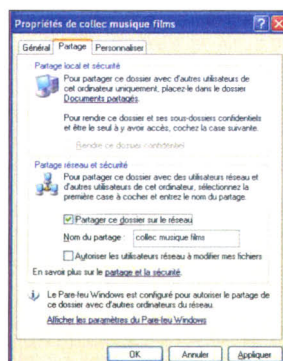 Propriétés de collec musique films
Général
Partage
Personnaliser
Partage local et sécurité
Pour partager ce dossier avec d'autres utilisateurs de
cet ordinateur uniquement, placez-le dans le dossier
Documents partagés.
Pour rendre ce dossier et ses sous-dossiers confidentiels
et être le seul à y avoir accès, cochez la case suivante.
Rendre ce dossier confidentiel
Partage réseau et sécurité
Pour partager ce dossier avec des utilisateurs réseau et
d'autres utilisateurs de cet ordinateur, sélectionnez la
première case à cocher et entrez le nom du partage.
Partager ce dossier sur le réseau
Nom du partage : collec musique films
Autoriser les utilisateurs réseau à modifier mes fichiers
En savoir plus sur le partage et la sécurité.
Le Pare-feu Windows est configuré pour autoriser le partage de
ce dossier avec d'autres ordinateurs du réseau.
Afficher les paramètres du Pare-feu Windows
OK
Annuler
Appliquer